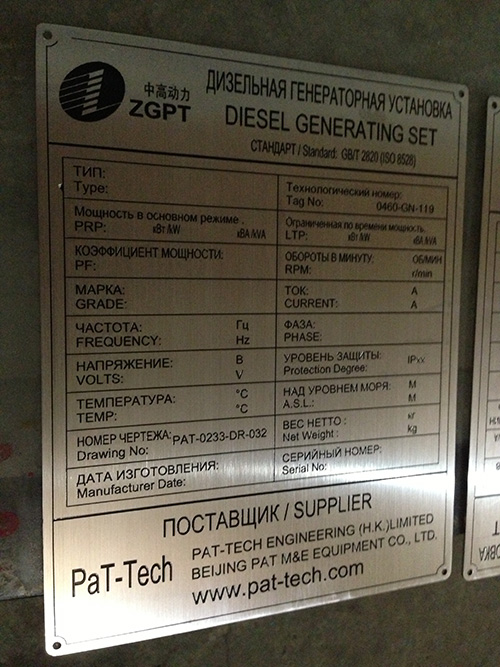 中高动力
ZGPT
ДИЗЕЛЬНАЯ ГЕНЕРАТОРНАЯ УСТАНОВКА
DIESEL GENERATING SET
СТАНДАРТ / Standard: GB/T 2820 (ISO 8528)
ТИП:
Type:
Технологический номер:
Tag No: 0460-GN-119
Мощность в основном режиме .
PRP: кВт /kW кВА /kVA
Ограниченная по времени мощность.
LTP: кВт /kW кВА /kVA
КОЭФФИЦИЕНТ МОЩНОСТИ:
PF:
ОБОРОТЫ В МИНУТУ: ОБ/МИН
RPM: r/min
МАРКА:
GRADE:
ТОК: А
CURRENT: A
ЧАСТОТА: Гц
FREQUENCY: Hz
ФАЗА:
PHASE:
НАПРЯЖЕНИЕ: В
VOLTS: V
УРОВЕНЬ ЗАЩИТЫ: IPxx
Protection Degree:
ТЕМПЕРАТУРА: °C
TEMP: °C
НАД УРОВНЕМ МОРЯ: М
A.S.L.: M
НОМЕР ЧЕРТЕЖА: PAT-0233-DR-032
Drawing No:
ВЕС НЕТТО : кг
Net Weight : kg
ДАТА ИЗГОТОВЛЕНИЯ:
Manufacturer Date:
СЕРИЙНЫЙ НОМЕР:
Serial No:
ПОСТАВЩИК / SUPPLIER
PaT-Tech
PAT-TECH ENGINEERING (H.K.)LIMITED
BEIJING PAT M&E EQUIPMENT CO., LTD.
www.pat-tech.com